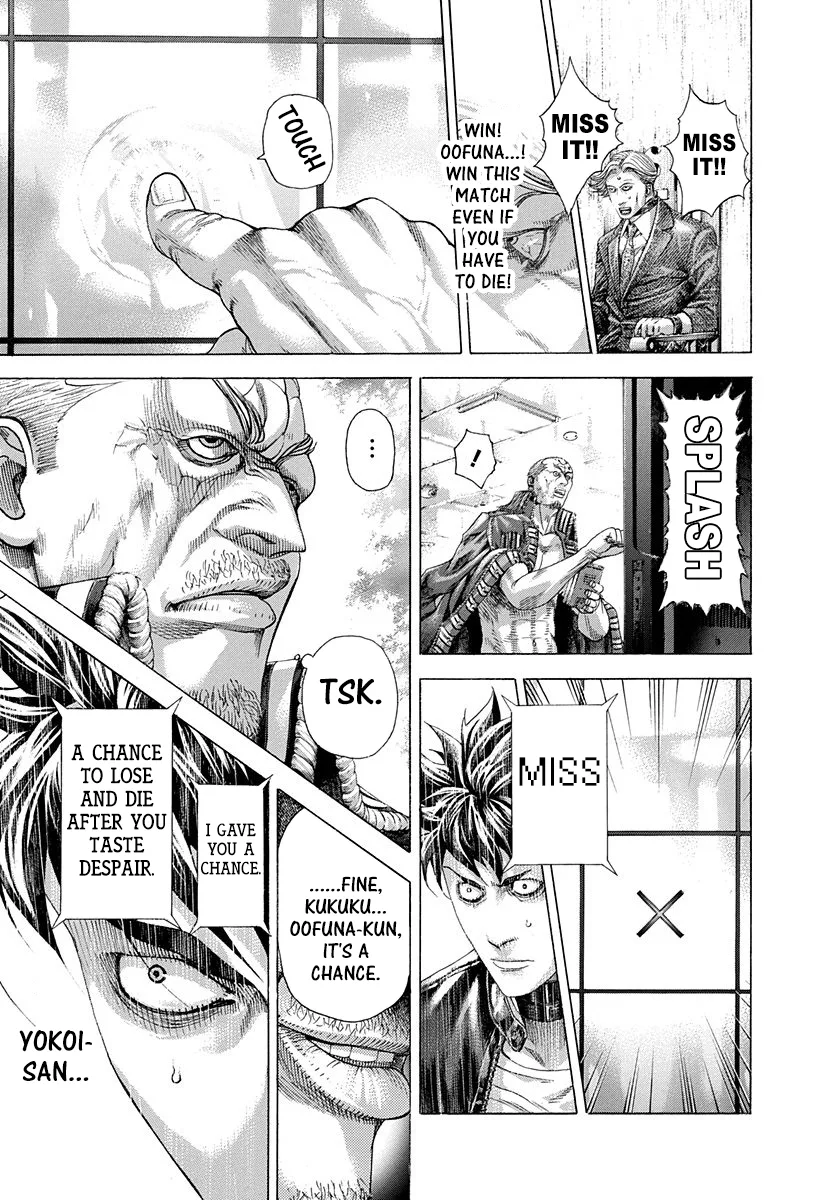 MISS
IT!!
MISS
IT!!
WIN!
OOFUNA...!
WIN THIS
MATCH
EVEN IF
YOU
HAVE
TO DIE!
TOUCH
SPLASH
!
...
TSK.
MISS
......FINE,
KUKUKU...
OOFUNA-KUN,
IT'S A
CHANCE.
I GAVE
YOU A
CHANCE.
A CHANCE
TO LOSE
AND DIE
AFTER YOU
TASTE
DESPAIR.
YOKOI-
SAN...